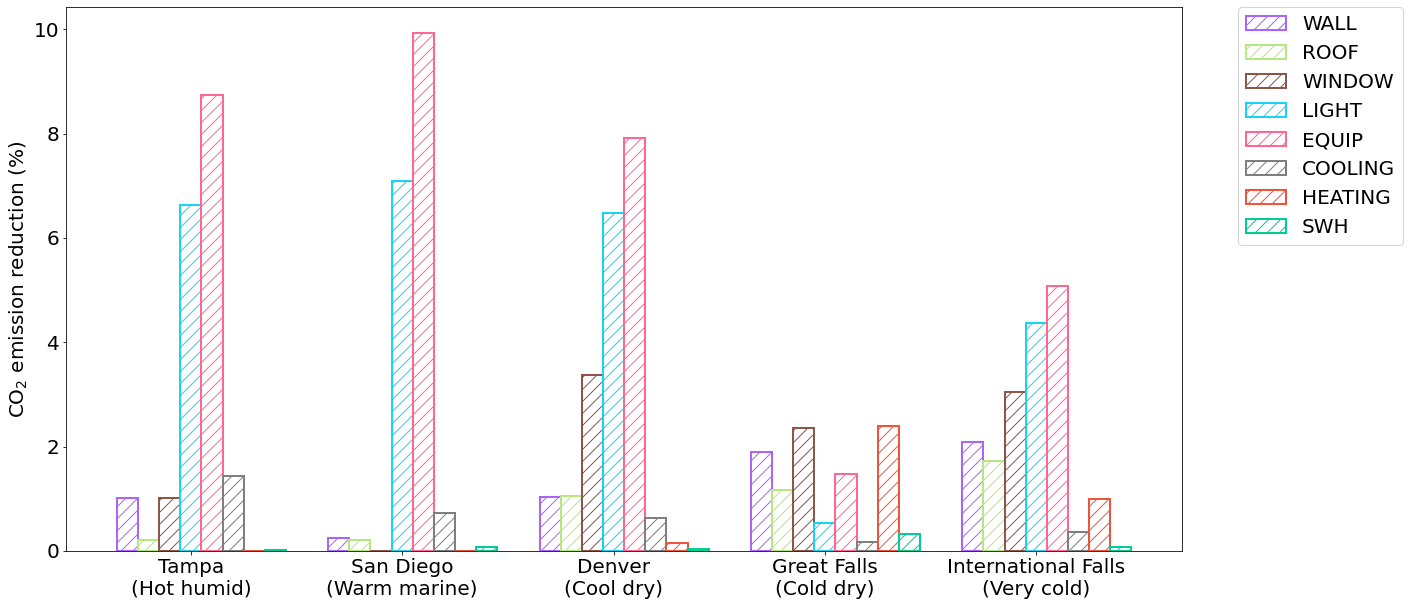 CO₂ emission reduction (%)
10
8
6
4
2
0
Tampa
(Hot humid)
San Diego
(Warm marine)
Denver
(Cool dry)
Great Falls
(Cold dry)
International Falls
(Very cold)
WALL
ROOF
WINDOW
LIGHT
EQUIP
COOLING
HEATING
SWH